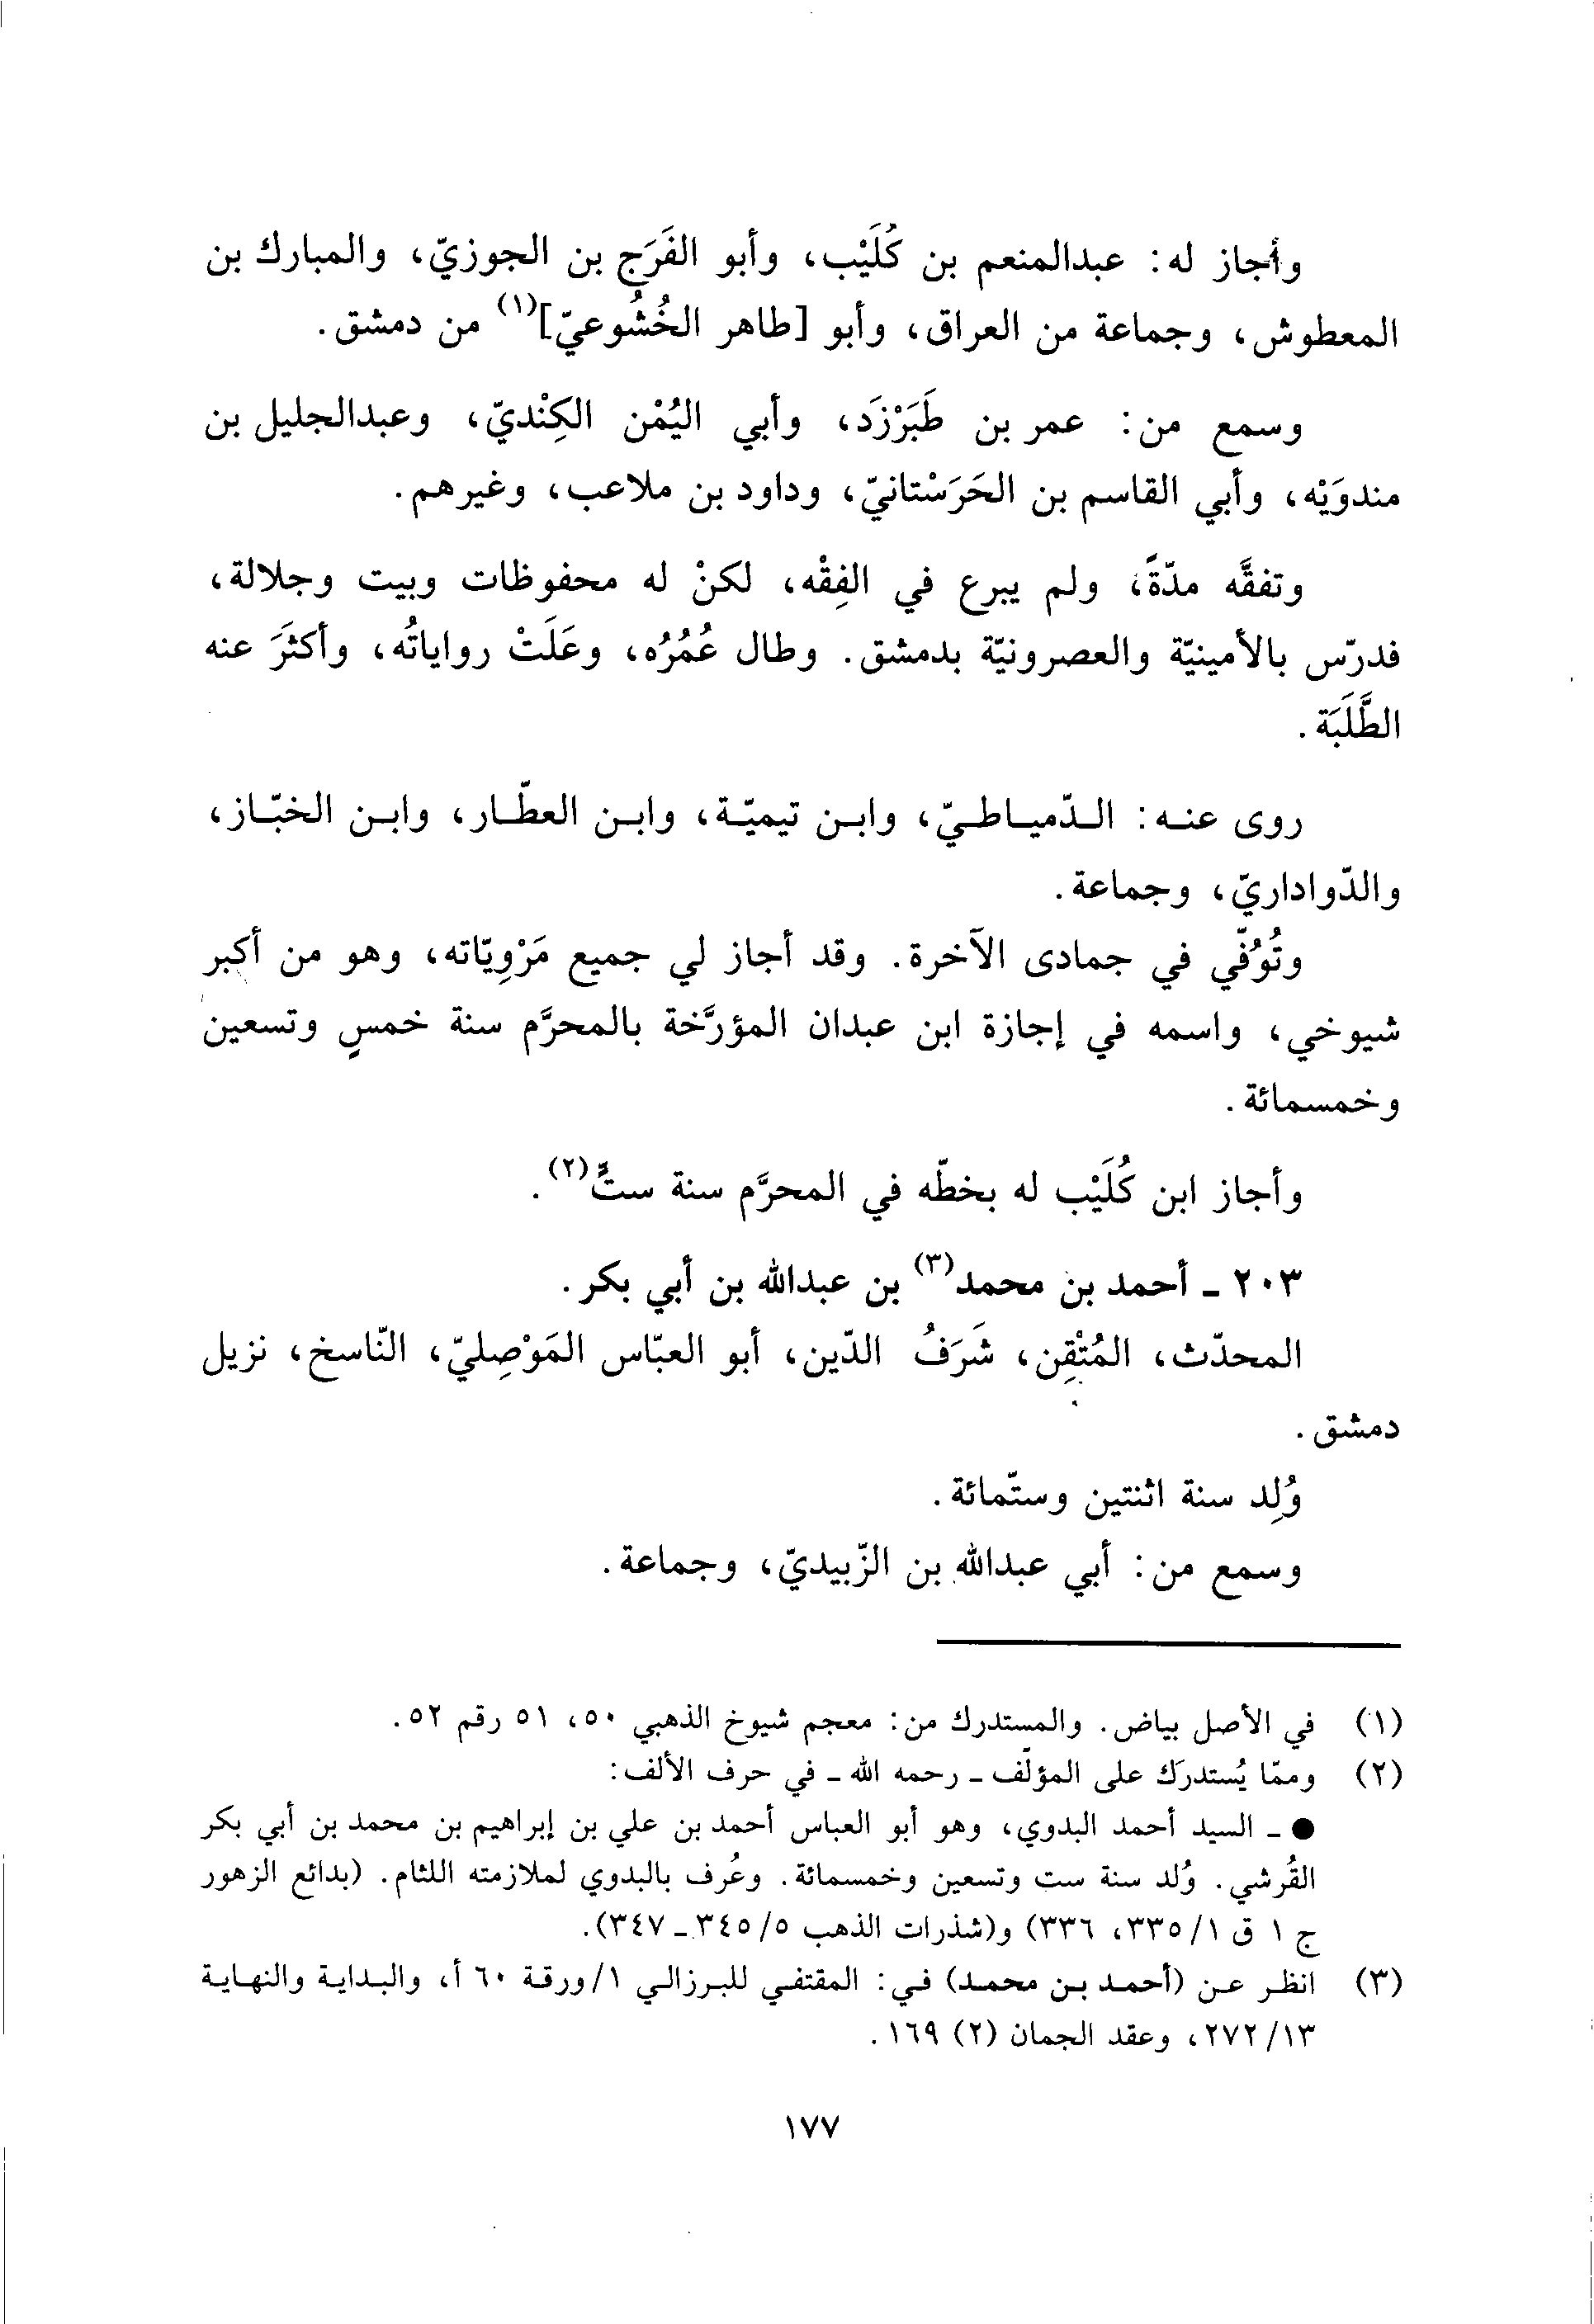 وأجاز له: عبدالمنعم بن كُلَيْب، وأبو الفَرَج بن الجوزيّ، والمبارك بن
المعطوش، وجماعة من العراق، وأبو [طاهر الخُشُوعيّ](١) من دمشق.
وسمع من: عمر بن طَبَرْزَد، وأبي اليُمْن الكِنْديّ، وعبدالجليل بن
مندوَيْه، وأبي القاسم بن الحَرَسْتانيّ، وداود بن ملاعب، وغيرهم.
وتفقَّه مدّةً، ولم يبرع في الفِقْه، لكنْ له محفوظات وبيت وجلالة،
فدرّس بالأمينيّة والعصرونيّة بدمشق. وطال عُمُرُه، وعَلَتْ رواياتُه، وأكثَرَ عنه
الطَّلَبَة.
روى عنه: الدّمياطيّ، وابن تيميّة، وابن العطّار، وابن الخبّاز،
والدّواداريّ، وجماعة.
وتُوُفّي في جمادى الآخرة. وقد أجاز لي جميع مَرْوِيّاته، وهو من أكبر
شيوخي، واسمه في إجازة ابن عبدان المؤرَّخة بالمحرَّم سنة خمسٍ وتسعين
وخمسمائة.
وأجاز ابن كُلَيْب له بخطّه في المحرَّم سنة ستٍّ(٢).
٢٠٣ - أحمد بن محمد(٣) بن عبدالله بن أبي بكر.
المحدّث، المُتْقِن، شَرَفُ الدّين، أبو العبّاس المَوْصِليّ، النّاسخ، نزيل
دمشق.
وُلِد سنة اثنتين وستّمائة.
وسمع من: أبي عبدالله بن الزّبيديّ، وجماعة.
(١) في الأصل بياض. والمستدرك من: معجم شيوخ الذهبي ٥٠، ٥١ رقم ٥٢.
(٢) وممّا يُستدرَك على المؤلّف - رحمه الله - في حرف الألف:
● - السيد أحمد البدوي، وهو أبو العباس أحمد بن علي بن إبراهيم بن محمد بن أبي بكر
القُرشي. وُلد سنة ست وتسعين وخمسمائة. وعُرف بالبدوي لملازمته اللثام. (بدائع الزهور
ج ١ ق ١/٣٣٥، ٣٣٦) و(شذرات الذهب ٥/٣٤٥ - ٣٤٧).
(٣) انظر عن (أحمد بن محمد) في: المقتفي للبرزالي ١/ورقة ٦٠ أ، والبداية والنهاية
١٣/٢٧٢، وعقد الجمان (٢) ١٦٩.
١٧٧